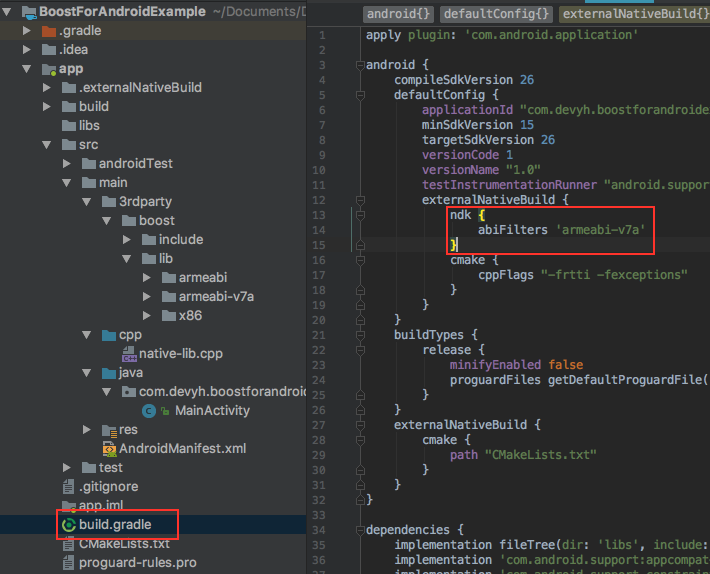 BoostForAndroidExample ~/Documents/D
.gradle
.idea
app
.externalNativeBuild
build
libs
src
androidTest
main
3rdparty
boost
include
lib
armeabi
armeabi-v7a
x86
cpp
native-lib.cpp
java
com.devyh.boostforandroid
MainActivity
res
AndroidManifest.xml
test
.gitignore
app.iml
build.gradle
CMakeLists.txt
proguard-rules.pro
android{} defaultConfig{} externalNativeBuild{}
1 apply plugin: 'com.android.application'
2
3 android {
4 compileSdkVersion 26
5 defaultConfig {
6 applicationId "com.devyh.boostforandroide
7 minSdkVersion 15
8 targetSdkVersion 26
9 versionCode 1
10 versionName "1.0"
11 testInstrumentationRunner "android.suppor
12 externalNativeBuild {
13 ndk {
14 abiFilters 'armeabi-v7a'
15 }
16 cmake {
17 cppFlags "-frtti -fexceptions"
18 }
19 }
20 }
21 buildTypes {
22 release {
23 minifyEnabled false
24 proguardFiles getDefaultProguardFile(
25 }
26 }
27 externalNativeBuild {
28 cmake {
29 path "CMakeLists.txt"
30 }
31 }
32 }
33
34 dependencies {
35 implementation fileTree(dir: 'libs', include:
36 implementation 'com.android.support:appcompat
37 implementation 'com.android.support.constrain